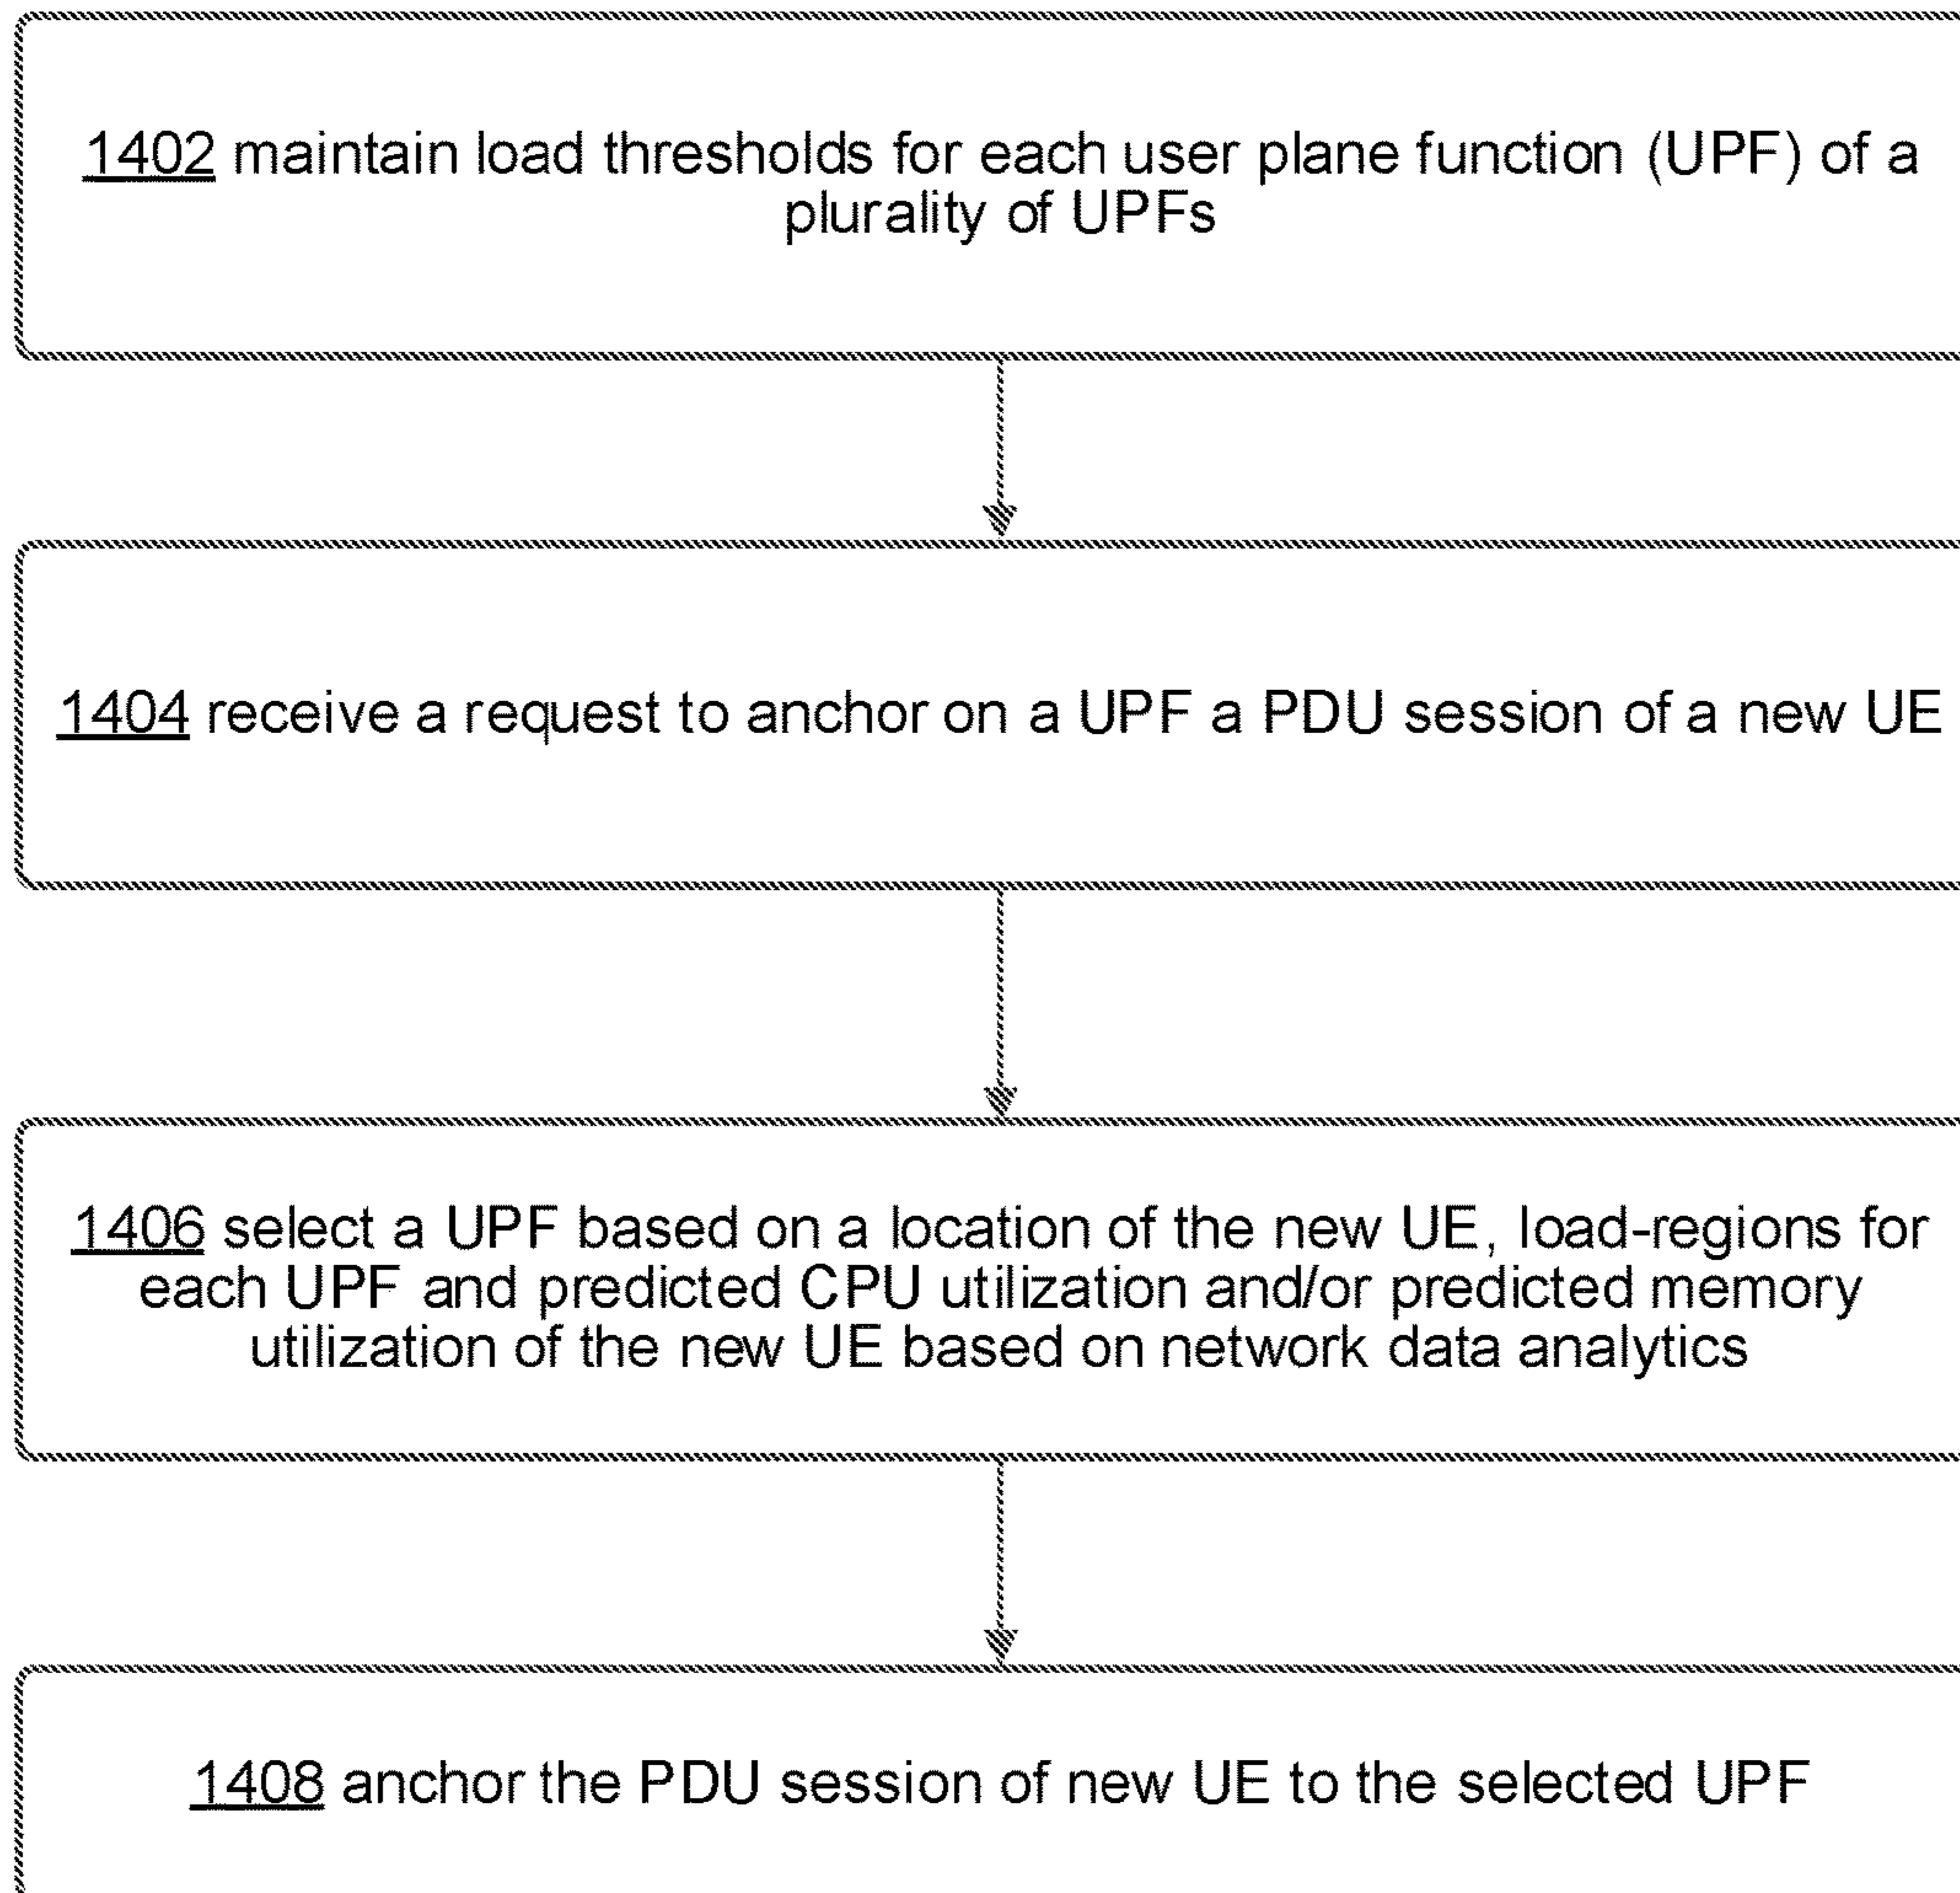 1402 maintain load thresholds for each user plane function (UPF) of a
plurality of UPFs
1404 receive a request to anchor on a UPF a PDU session of a new UE
1406 select a UPF based on a location of the new UE, load-regions for
each UPF and predicted CPU utilization and/or predicted memory
utilization of the new UE based on network data analytics
1408 anchor the PDU session of new UE to the selected UPF